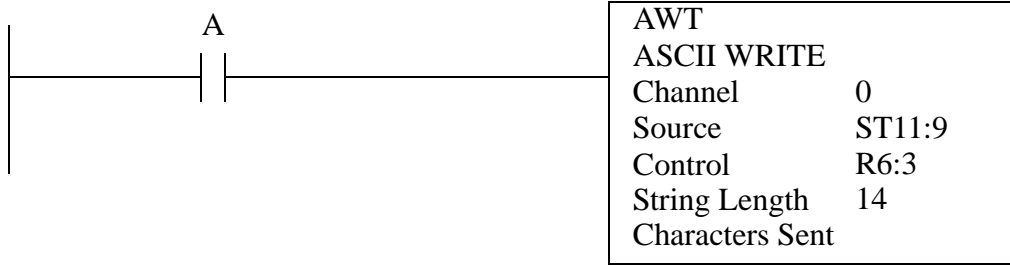 A
AWT
ASCII WRITE
Channel 0
Source ST11:9
Control R6:3
String Length 14
Characters Sent